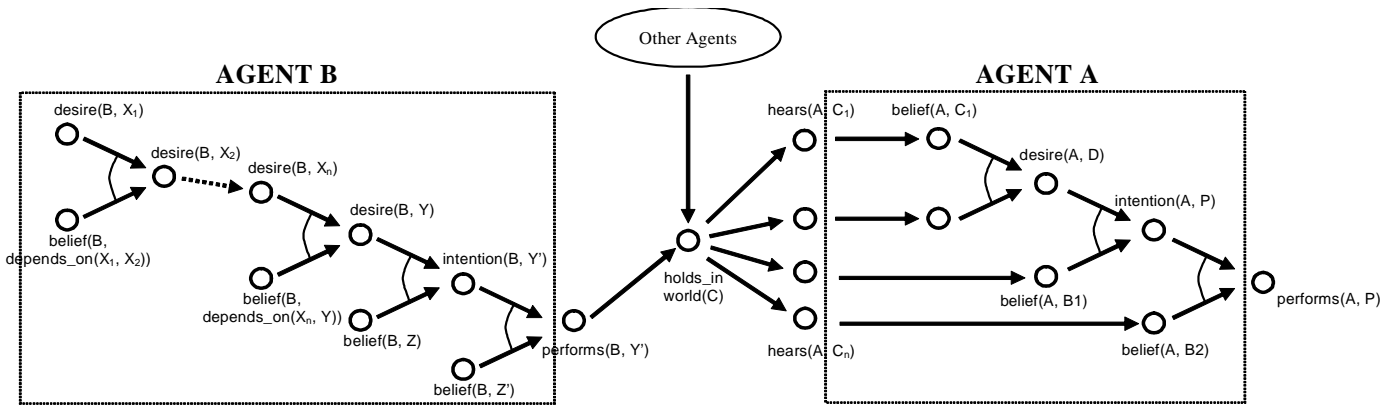 Other Agents
AGENT B
AGENT A
desire(B, X₁)
desire(B, X₂)
desire(B, Xₙ)
desire(B, Y)
belief(B,
depends_on(X₁, X₂))
belief(B,
depends_on(Xₙ, Y))
intention(B, Y')
belief(B, Z)
belief(B, Z')
performs(B, Y')
holds_in
world(C)
hears(A, C₁)
hears(A, Cₙ)
belief(A, C₁)
desire(A, D)
intention(A, P)
belief(A, B1)
belief(A, B2)
performs(A, P)